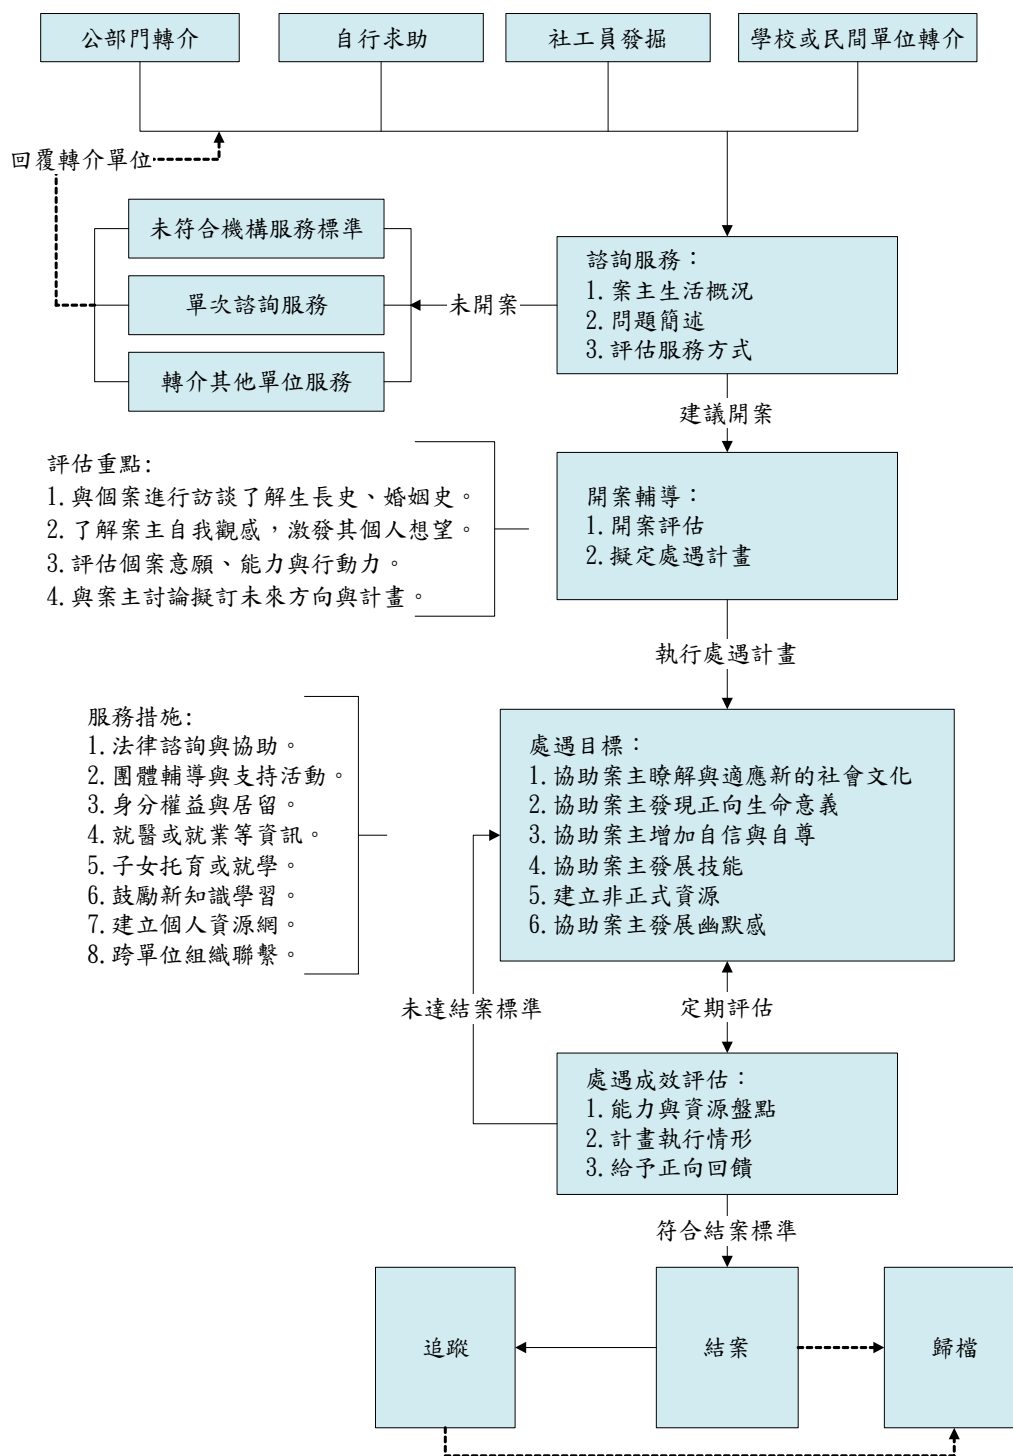 公部門轉介
自行求助
社工員發掘
學校或民間單位轉介
回覆轉介單位
未符合機構服務標準
單次諮詢服務
轉介其他單位服務
未開案
諮詢服務：
1.案主生活概況
2.問題簡述
3.評估服務方式
建議開案
評估重點:
1.與個案進行訪談了解生長史、婚姻史。
2.了解案主自我觀感，激發其個人想望。
3.評估個案意願、能力與行動力。
4.與案主討論擬訂未來方向與計畫。
開案輔導：
1.開案評估
2.擬定處遇計畫
執行處遇計畫
服務措施:
1.法律諮詢與協助。
2.團體輔導與支持活動。
3.身分權益與居留。
4.就醫或就業等資訊。
5.子女托育或就學。
6.鼓勵新知識學習。
7.建立個人資源網。
8.跨單位組織聯繫。
處遇目標：
1.協助案主瞭解與適應新的社會文化
2.協助案主發現正向生命意義
3.協助案主增加自信與自尊
4.協助案主發展技能
5.建立非正式資源
6.協助案主發展幽默感
未達結案標準
定期評估
處遇成效評估：
1.能力與資源盤點
2.計畫執行情形
3.給予正向回饋
符合結案標準
追蹤
結案
歸檔